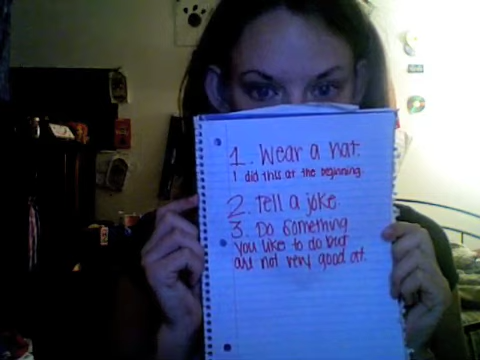 1. Wear a hat.
I did this at the beginning.
2. Tell a joke.
3. Do something
you like to do but
are not very good at.